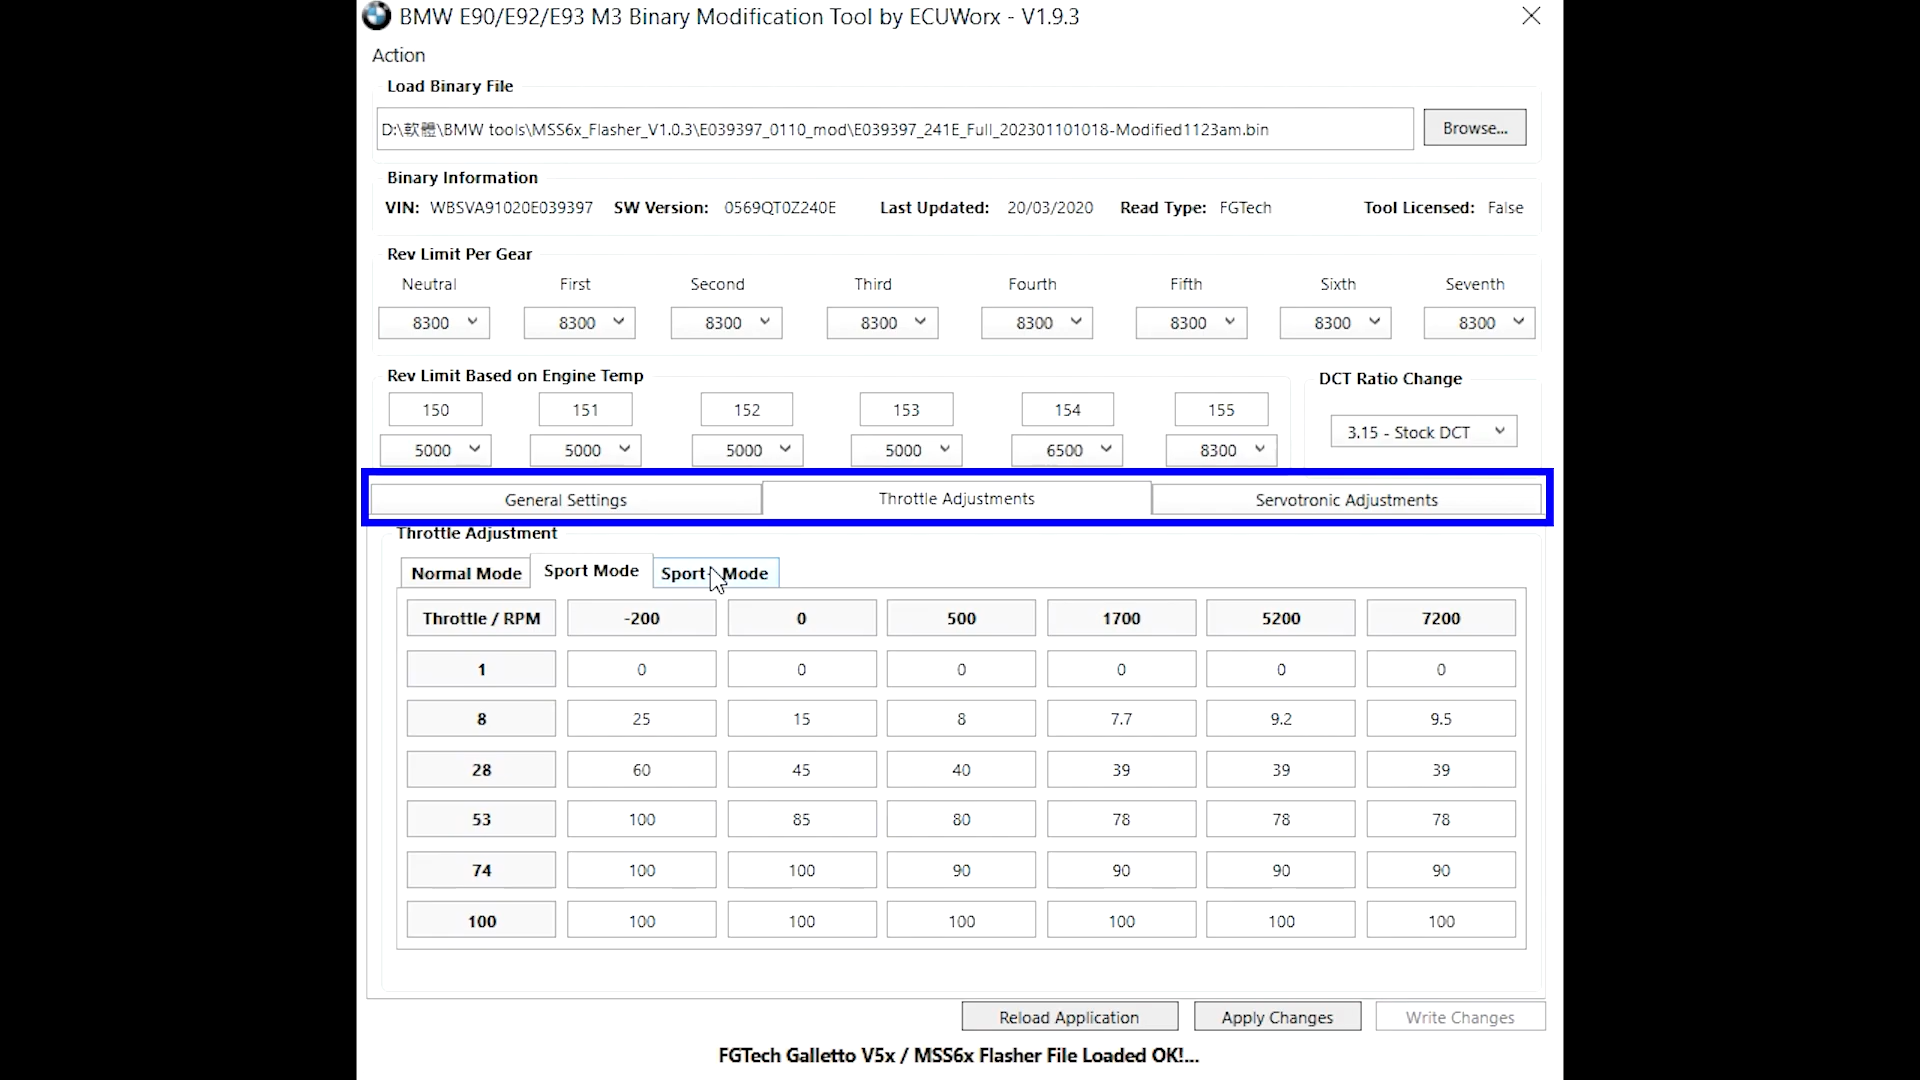 BMW E90/E92/E93 M3 Binary Modification Tool by ECUWorx - V1.9.3
Action
Load Binary File
D:\軟體\BMW tools\MSS6x_Flasher_V1.0.3\E039397_0110_mod\E039397_241E_Full_202301101018-Modified1123am.bin Browse...
Binary Information
VIN: WBSVA91020E039397 SW Version: 0569QT0Z240E Last Updated: 20/03/2020 Read Type: FGTech Tool Licensed: False
Rev Limit Per Gear
Neutral First Second Third Fourth Fifth Sixth Seventh
8300 8300 8300 8300 8300 8300 8300 8300
Rev Limit Based on Engine Temp DCT Ratio Change
150 151 152 153 154 155
5000 5000 5000 5000 6500 8300 3.15 - Stock DCT
General Settings Throttle Adjustments Servotronic Adjustments
Throttle Adjustment
Normal Mode Sport Mode Sport Mode
Throttle / RPM -200 0 500 1700 5200 7200
1 0 0 0 0 0 0
8 25 15 8 7.7 9.2 9.5
28 60 45 40 39 39 39
53 100 85 80 78 78 78
74 100 100 90 90 90 90
100 100 100 100 100 100 100
Reload Application Apply Changes Write Changes
FGTech Galletto V5x / MSS6x Flasher File Loaded OK!...